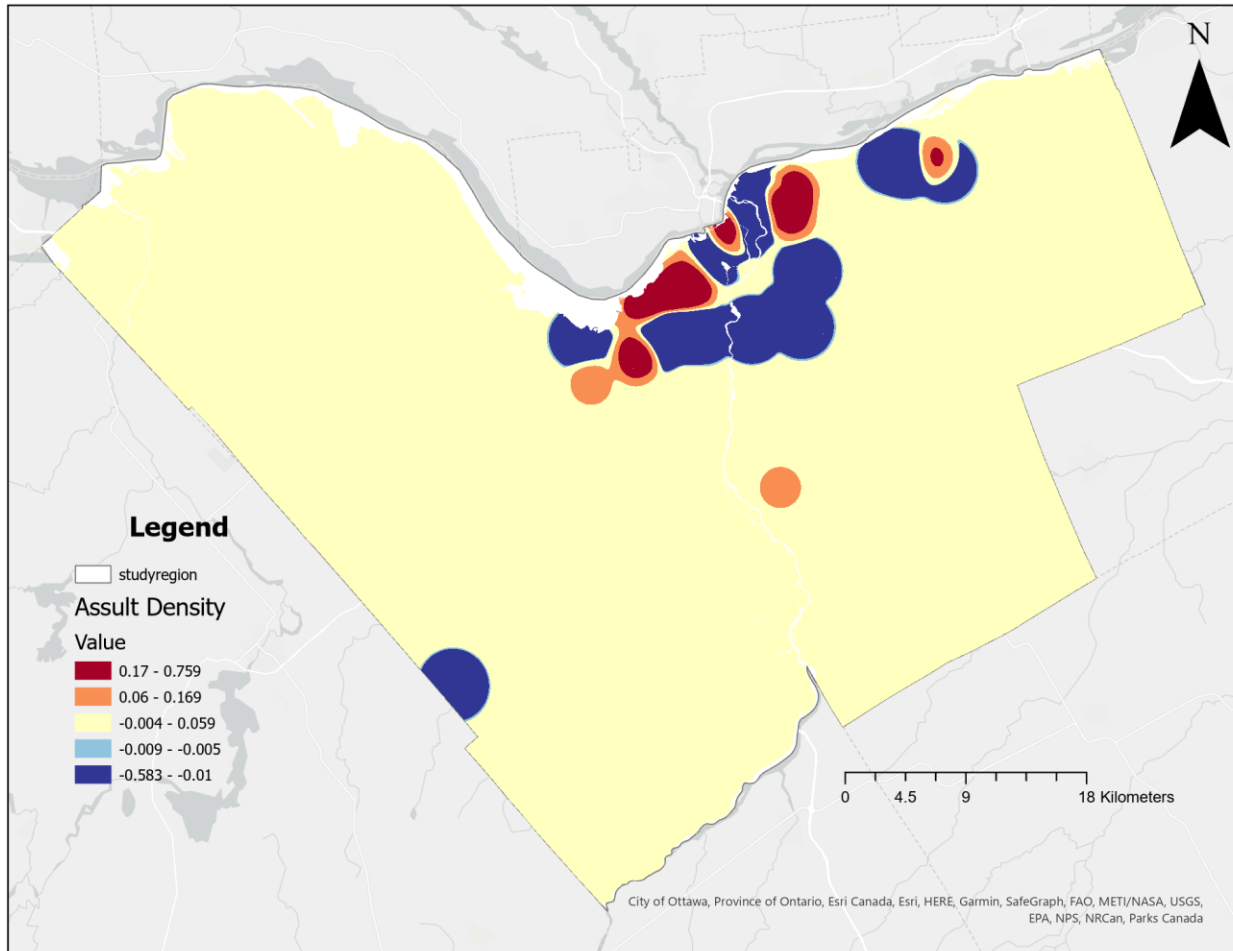 N
Legend
studyregion
Assult Density
Value
0.17 - 0.759
0.06 - 0.169
-0.004 - 0.059
-0.009 - -0.005
-0.583 - -0.01
0 4.5 9 18 Kilometers
City of Ottawa, Province of Ontario, Esri Canada, Esri, HERE, Garmin, SafeGraph, FAO, METI/NASA, USGS,
EPA, NPS, NRCan, Parks Canada